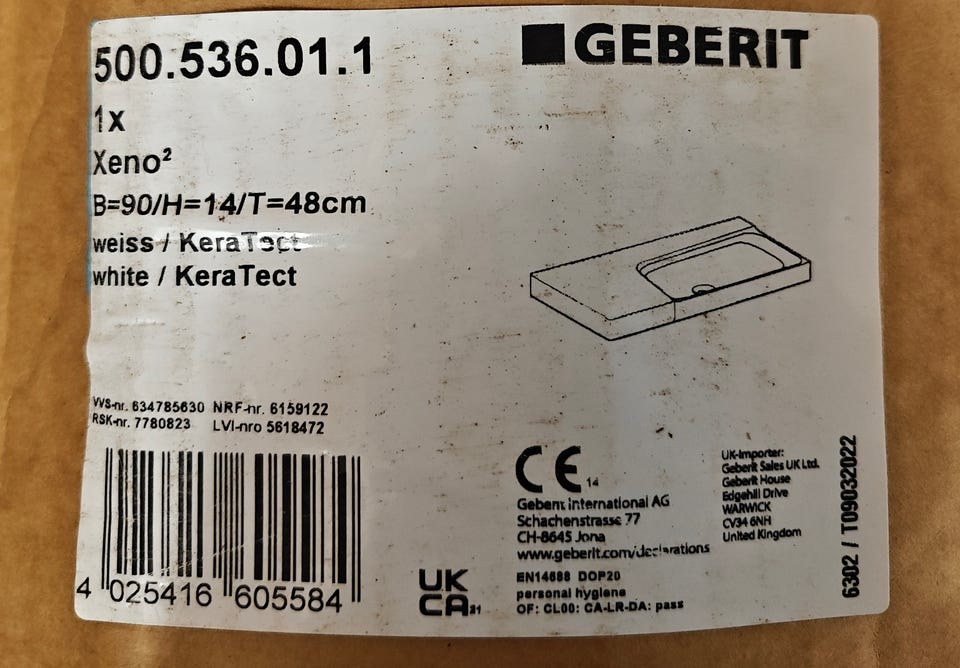 500.536.01.1
GEBERIT
1x
Xeno²
B=90/H=14/T=48cm
weiss / KeraTect
white / KeraTect
VVS-nr. 634785630 NRF-nr. 6159122
RSK-nr. 7780823 LVI-nro 5618472
4 025416 605584
CE 14
Geberit International AG
Schachenstrasse 77
CH-8645 Jona
www.geberit.com/declarations
EN14688 DOP20
personal hygiene
OF: CL00: CA-LR-DA: pass
UK
CA 21
UK-Importer:
Geberit Sales UK Ltd.
Geberit House
Edgehill Drive
WARWICK
CV34 6NH
United Kingdom
6302 / T09032022